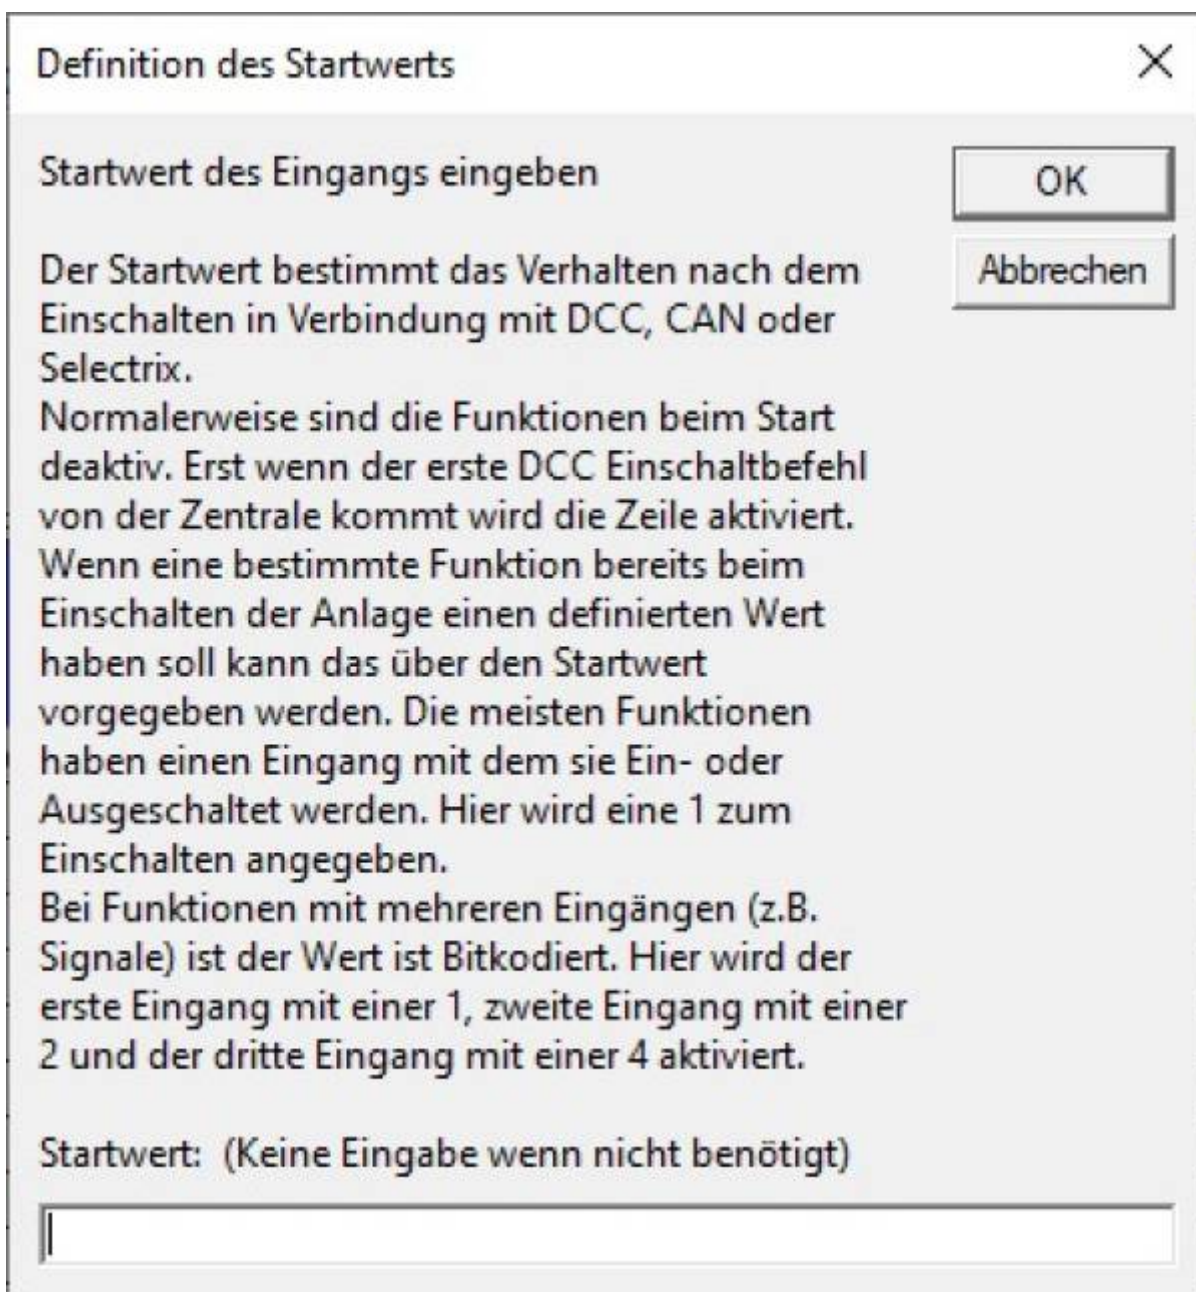 Definition des Startwerts
Startwert des Eingangs eingeben
OK
Abbrechen
Der Startwert bestimmt das Verhalten nach dem
Einschalten in Verbindung mit DCC, CAN oder
Selectrix.
Normalerweise sind die Funktionen beim Start
deaktiv. Erst wenn der erste DCC Einschaltbefehl
von der Zentrale kommt wird die Zeile aktiviert.
Wenn eine bestimmte Funktion bereits beim
Einschalten der Anlage einen definierten Wert
haben soll kann das über den Startwert
vorgegeben werden. Die meisten Funktionen
haben einen Eingang mit dem sie Ein- oder
Ausgeschaltet werden. Hier wird eine 1 zum
Einschalten angegeben.
Bei Funktionen mit mehreren Eingängen (z.B.
Signale) ist der Wert ist Bitkodiert. Hier wird der
erste Eingang mit einer 1, zweite Eingang mit einer
2 und der dritte Eingang mit einer 4 aktiviert.
Startwert: (Keine Eingabe wenn nicht benötigt)